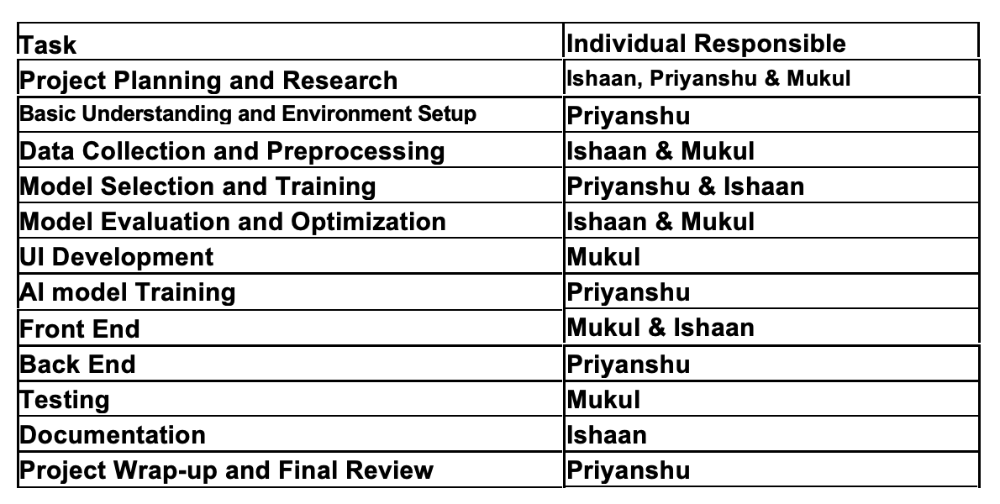 Task Individual Responsible
Project Planning and Research Ishaan, Priyanshu & Mukul
Basic Understanding and Environment Setup Priyanshu
Data Collection and Preprocessing Ishaan & Mukul
Model Selection and Training Priyanshu & Ishaan
Model Evaluation and Optimization Ishaan & Mukul
UI Development Mukul
AI model Training Priyanshu
Front End Mukul & Ishaan
Back End Priyanshu
Testing Mukul
Documentation Ishaan
Project Wrap-up and Final Review Priyanshu